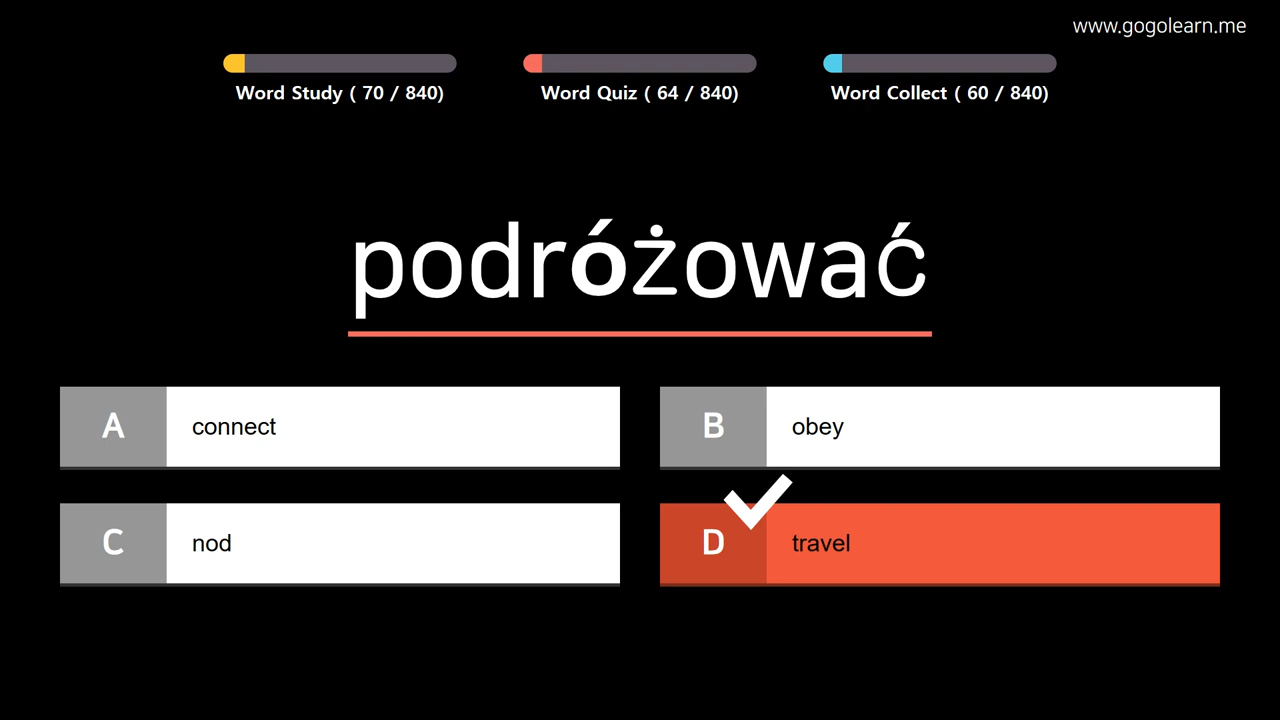 www.gogolearn.me
Word Study ( 70 / 840)
Word Quiz ( 64 / 840)
Word Collect ( 60 / 840)
podróżować
A connect
B obey
C nod
D travel